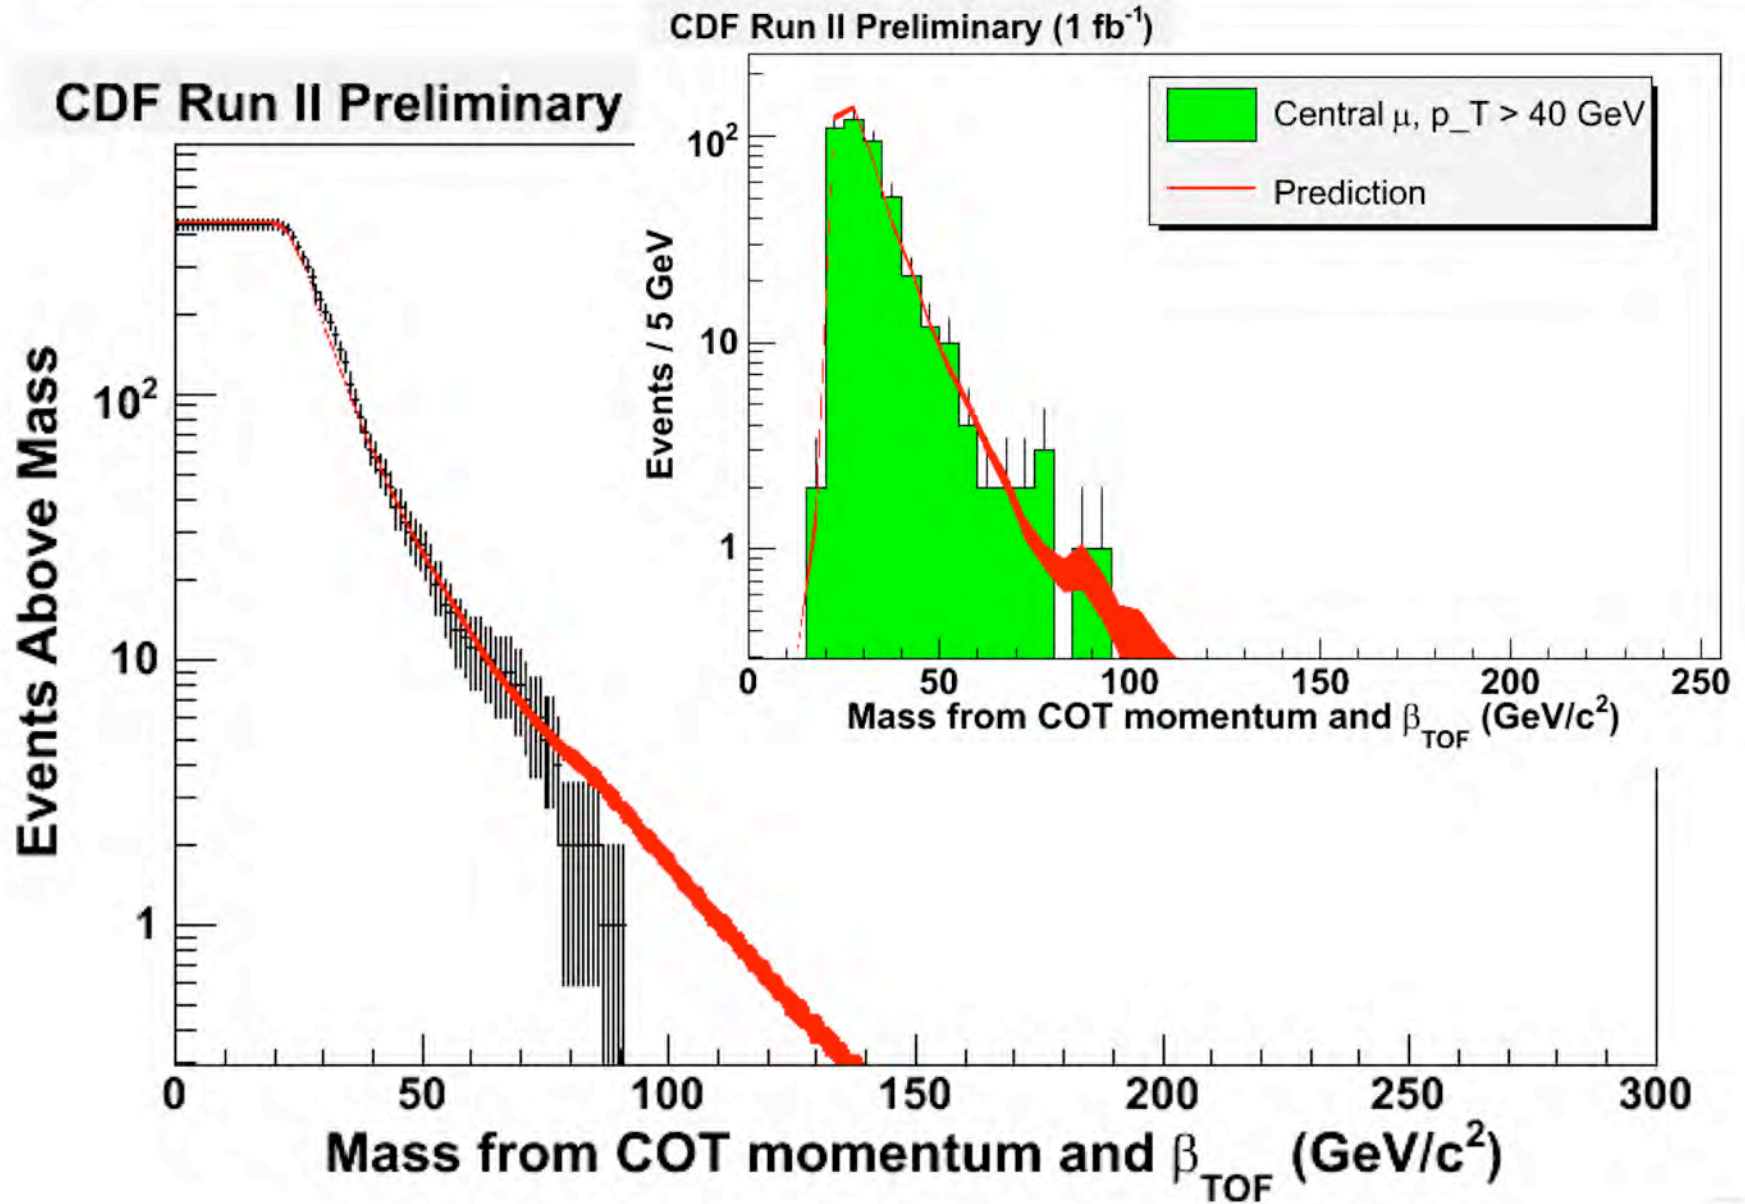 CDF Run II Preliminary (1 fb⁻¹)
CDF Run II Preliminary
Central μ, p_T > 40 GeV
Prediction
Events / 5 GeV
10²
10
1
0 50 100 150 200 250
Mass from COT momentum and β_TOF (GeV/c²)
Events Above Mass
10²
10
1
0 50 100 150 200 250 300
Mass from COT momentum and β_TOF (GeV/c²)